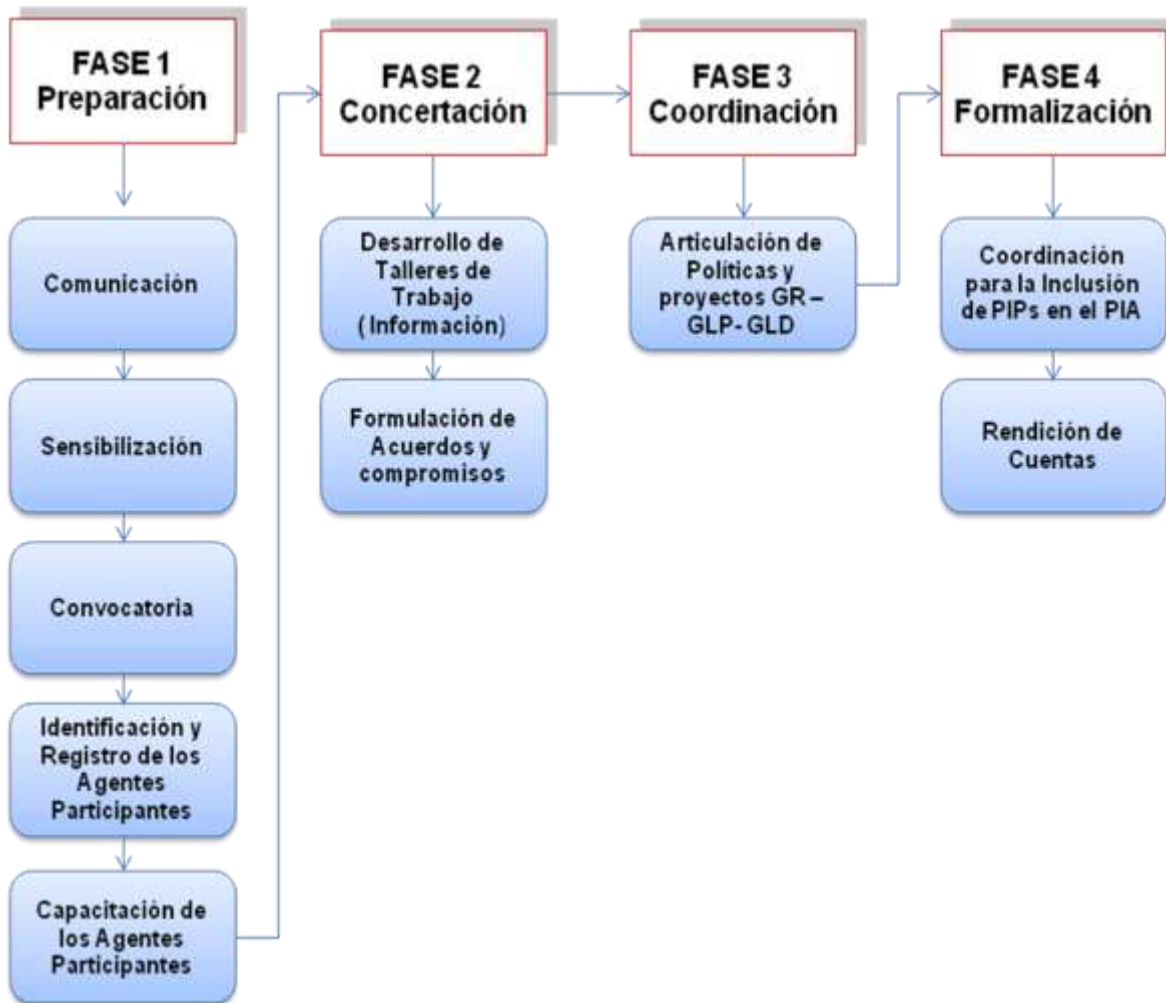 FASE 1
Preparación
Comunicación
Sensibilización
Convocatoria
Identificación y
Registro de los
Agentes
Participantes
Capacitación de
los Agentes
Participantes
FASE 2
Concertación
Desarrollo de
Talleres de
Trabajo
(Información)
Formulación de
Acuerdos y
compromisos
FASE 3
Coordinación
Articulación de
Políticas y
proyectos GR –
GLP- GLD
FASE 4
Formalización
Coordinación
para la Inclusión
de PIPs en el PIA
Rendición de
Cuentas